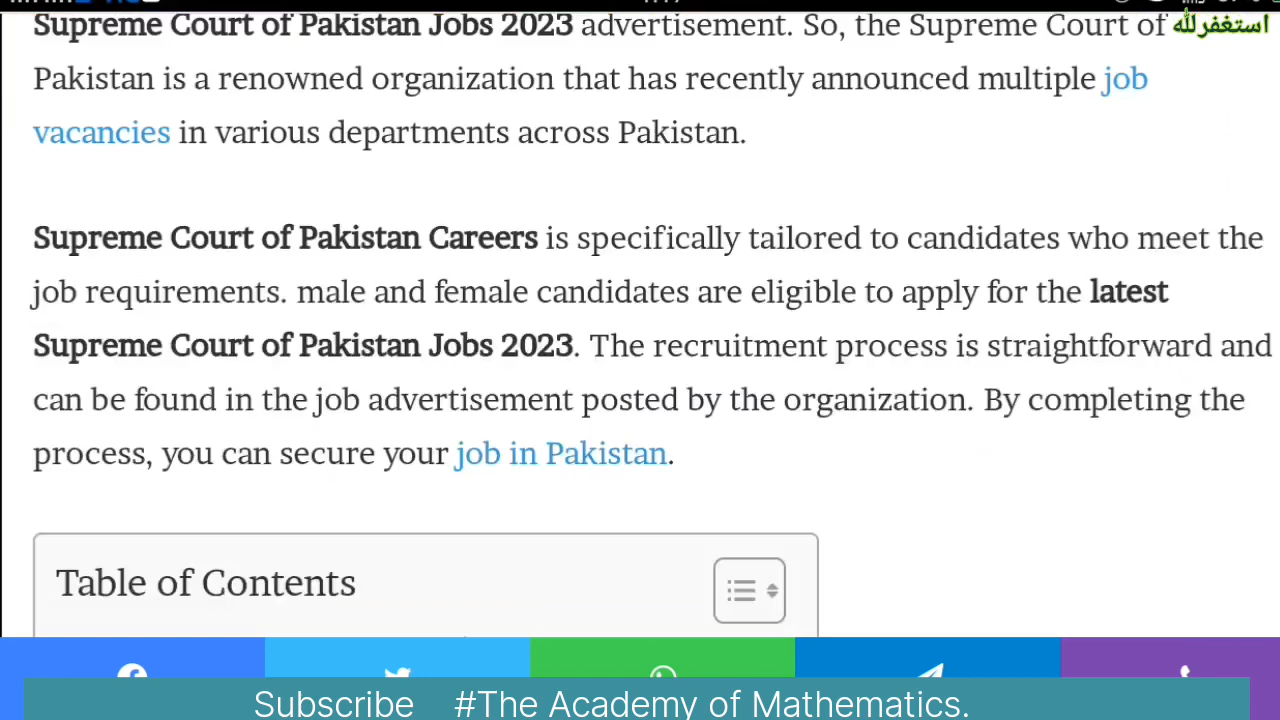 Supreme Court of Pakistan Jobs 2023 advertisement. So, the Supreme Court of
استغفرللّٰه
Pakistan is a renowned organization that has recently announced multiple job
vacancies in various departments across Pakistan.
Supreme Court of Pakistan Careers is specifically tailored to candidates who meet the
job requirements. male and female candidates are eligible to apply for the latest
Supreme Court of Pakistan Jobs 2023. The recruitment process is straightforward and
can be found in the job advertisement posted by the organization. By completing the
process, you can secure your job in Pakistan.
Table of Contents
Subscribe #The Academy of Mathematics.